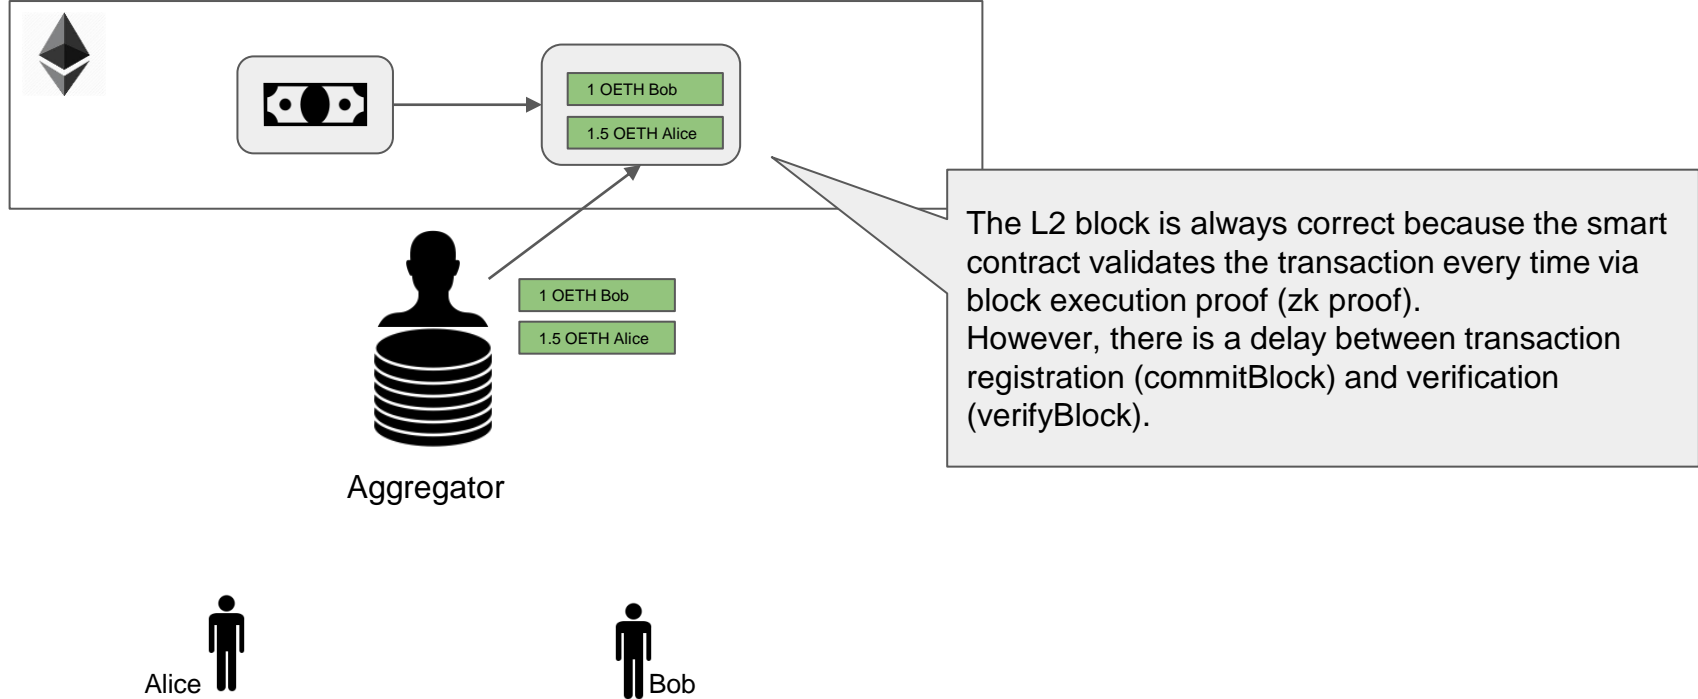 1 OETH Bob
1.5 OETH Alice
The L2 block is always correct because the smart
contract validates the transaction every time via
block execution proof (zk proof).
However, there is a delay between transaction
registration (commitBlock) and verification
(verifyBlock).
1 OETH Bob
1.5 OETH Alice
Aggregator
Alice
Bob